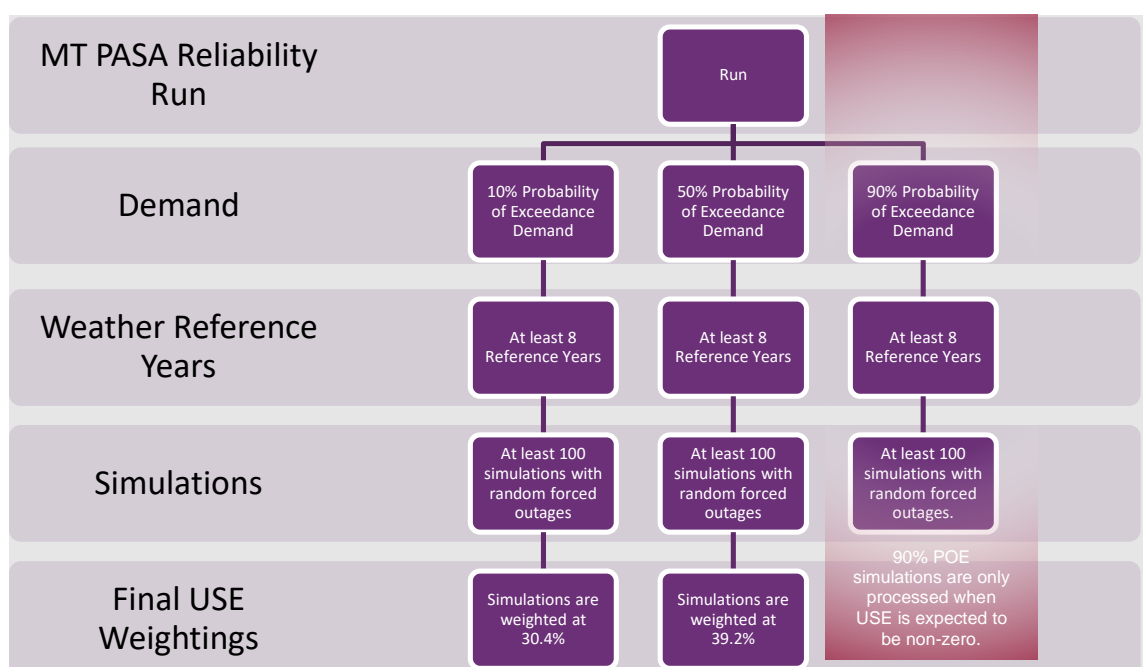 MT PASA Reliability
Run
Run
Demand
10% Probability
of Exceedance
Demand
50% Probability
of Exceedance
Demand
90% Probability
of Exceedance
Demand
Weather Reference
Years
At least 8
Reference Years
At least 8
Reference Years
At least 8
Reference Years
Simulations
At least 100
simulations with
random forced
outages
At least 100
simulations with
random forced
outages
At least 100
simulations with
random forced
outages.
Final USE
Weightings
Simulations are
weighted at
30.4%
Simulations are
weighted at
39.2%
90% POE
simulations are only
processed when
USE is expected to
be non-zero.